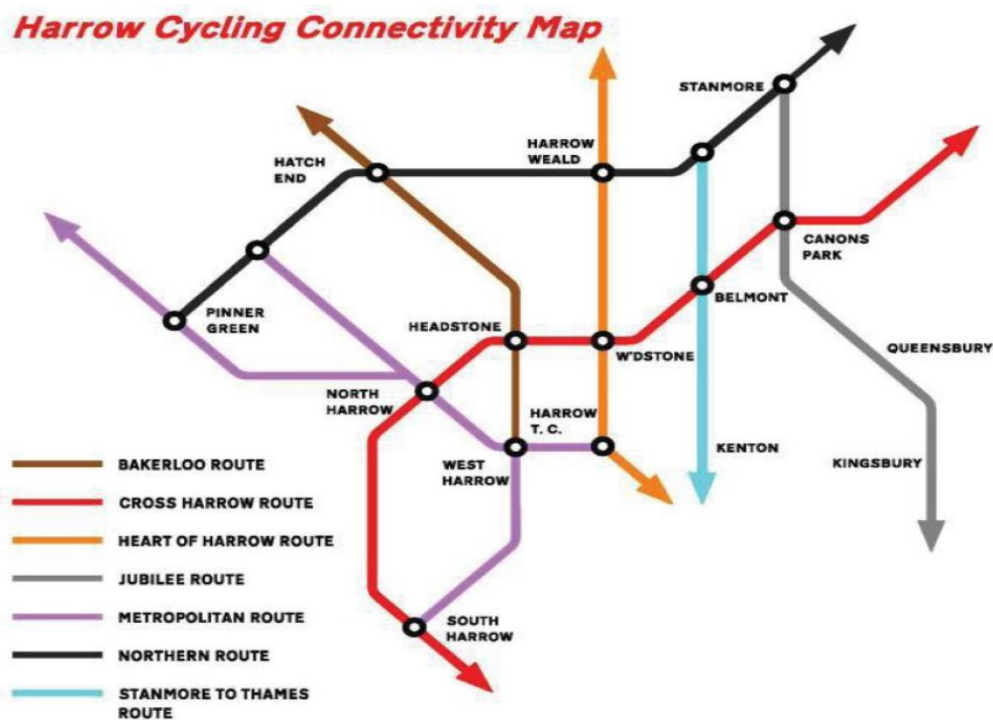 Harrow Cycling Connectivity Map
STANMORE
HARROW
WEALD
HATCH
END
CANONS
PARK
BELMONT
PINNER
GREEN
HEADSTONE
W'DSTONE
QUEENSBURY
NORTH
HARROW
HARROW
T. C.
WEST
HARROW
KENTON
KINGSBURY
SOUTH
HARROW
BAKERLOO ROUTE
CROSS HARROW ROUTE
HEART OF HARROW ROUTE
JUBILEE ROUTE
METROPOLITAN ROUTE
NORTHERN ROUTE
STANMORE TO THAMES
ROUTE